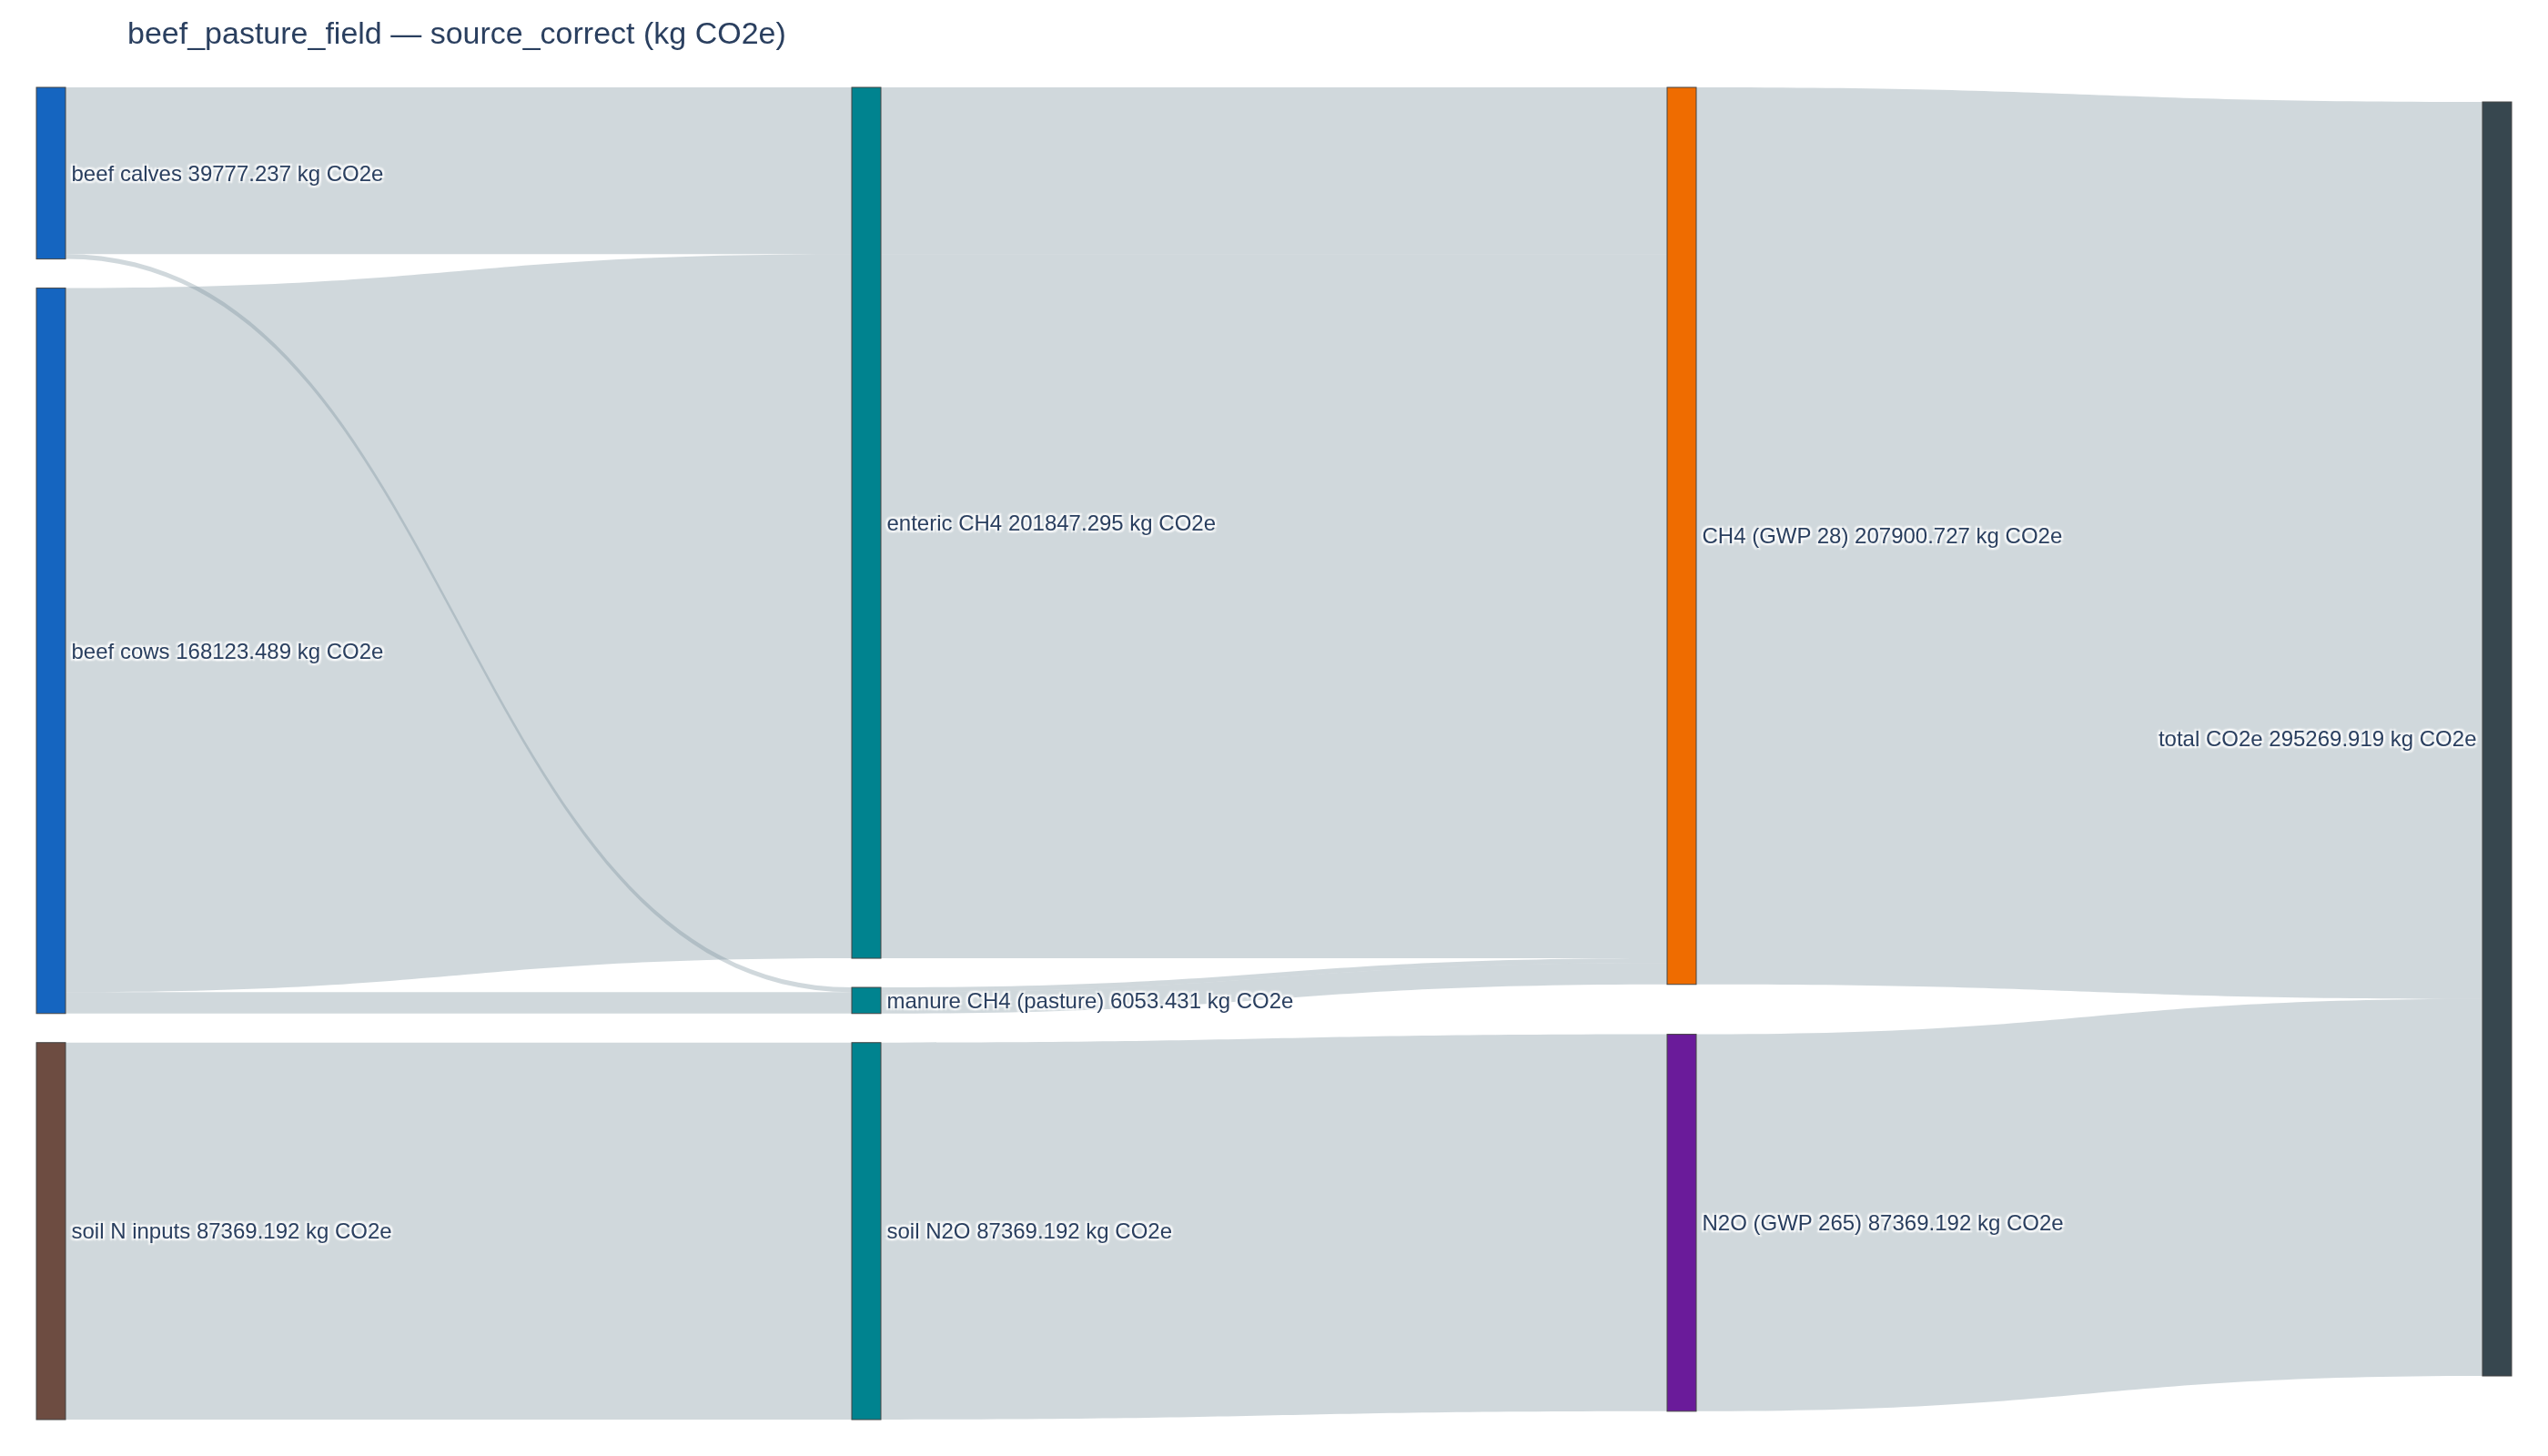 beef_pasture_field — source_correct (kg CO2e)
beef calves 39777.237 kg CO2e
beef cows 168123.489 kg CO2e
soil N inputs 87369.192 kg CO2e
enteric CH4 201847.295 kg CO2e
manure CH4 (pasture) 6053.431 kg CO2e
soil N2O 87369.192 kg CO2e
CH4 (GWP 28) 207900.727 kg CO2e
N2O (GWP 265) 87369.192 kg CO2e
total CO2e 295269.919 kg CO2e